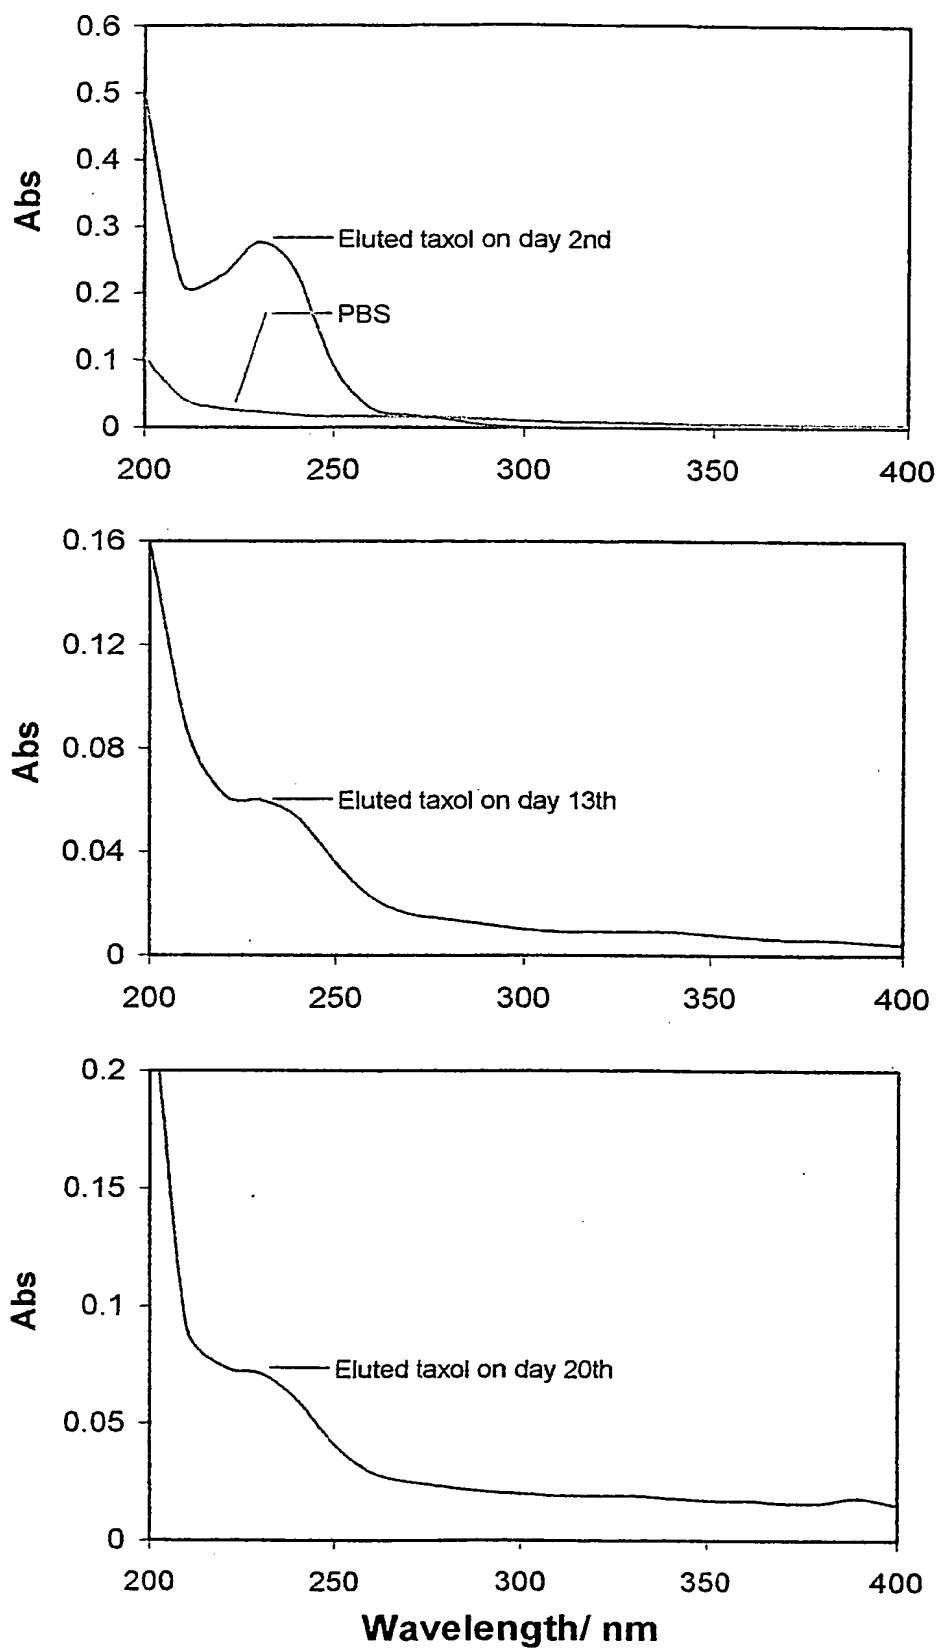 0.6
0.5
0.4
0.3
0.2
0.1
0
Abs
Eluted taxol on day 2nd
PBS
200 250 300 350 400
0.16
0.12
0.08
0.04
0
Abs
Eluted taxol on day 13th
200 250 300 350 400
0.2
0.15
0.1
0.05
0
Abs
Eluted taxol on day 20th
200 250 300 350 400
Wavelength/ nm